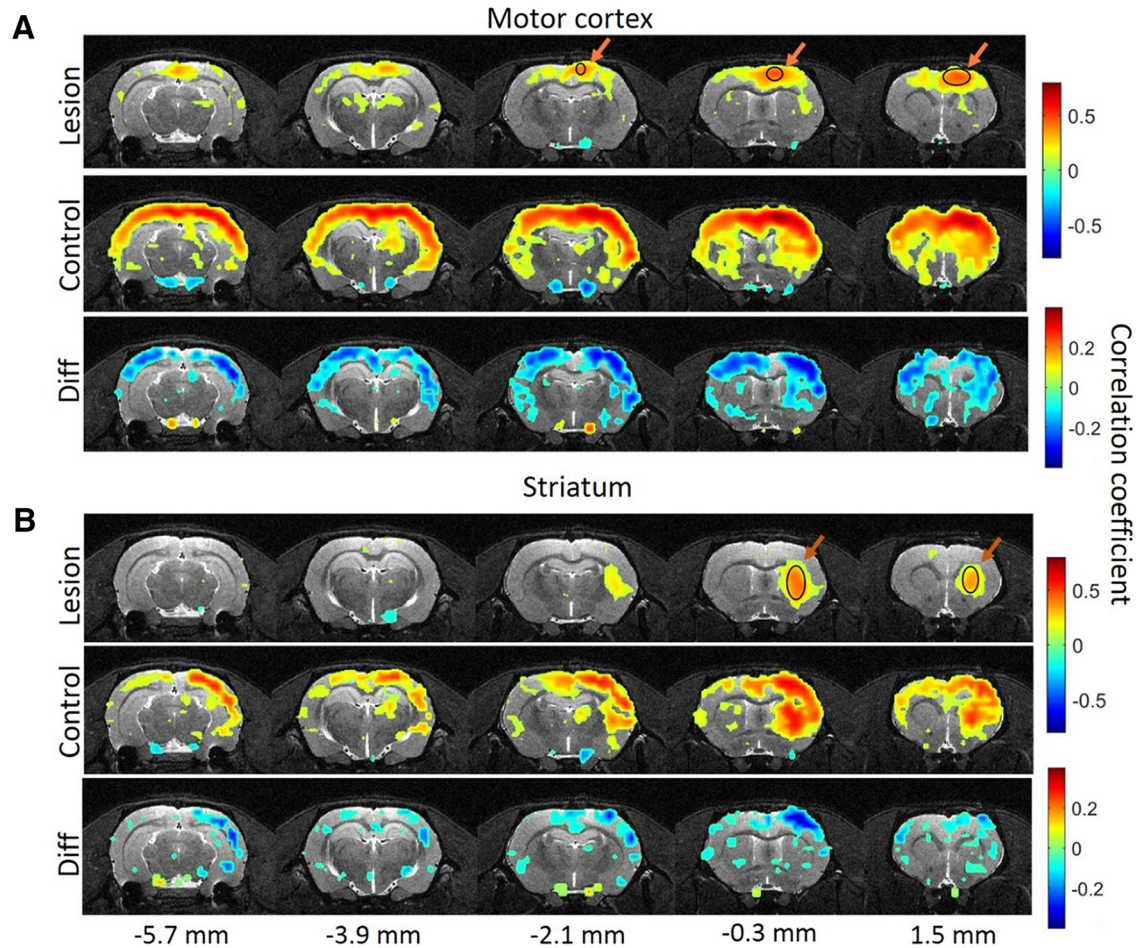 A
Motor cortex
Lesion
0.5
0
-0.5
Control
Diff
0.2
0
-0.2
Correlation coefficient
B
Striatum
Lesion
0.5
0
-0.5
Control
Diff
0.2
0
-0.2
-5.7 mm
-3.9 mm
-2.1 mm
-0.3 mm
1.5 mm